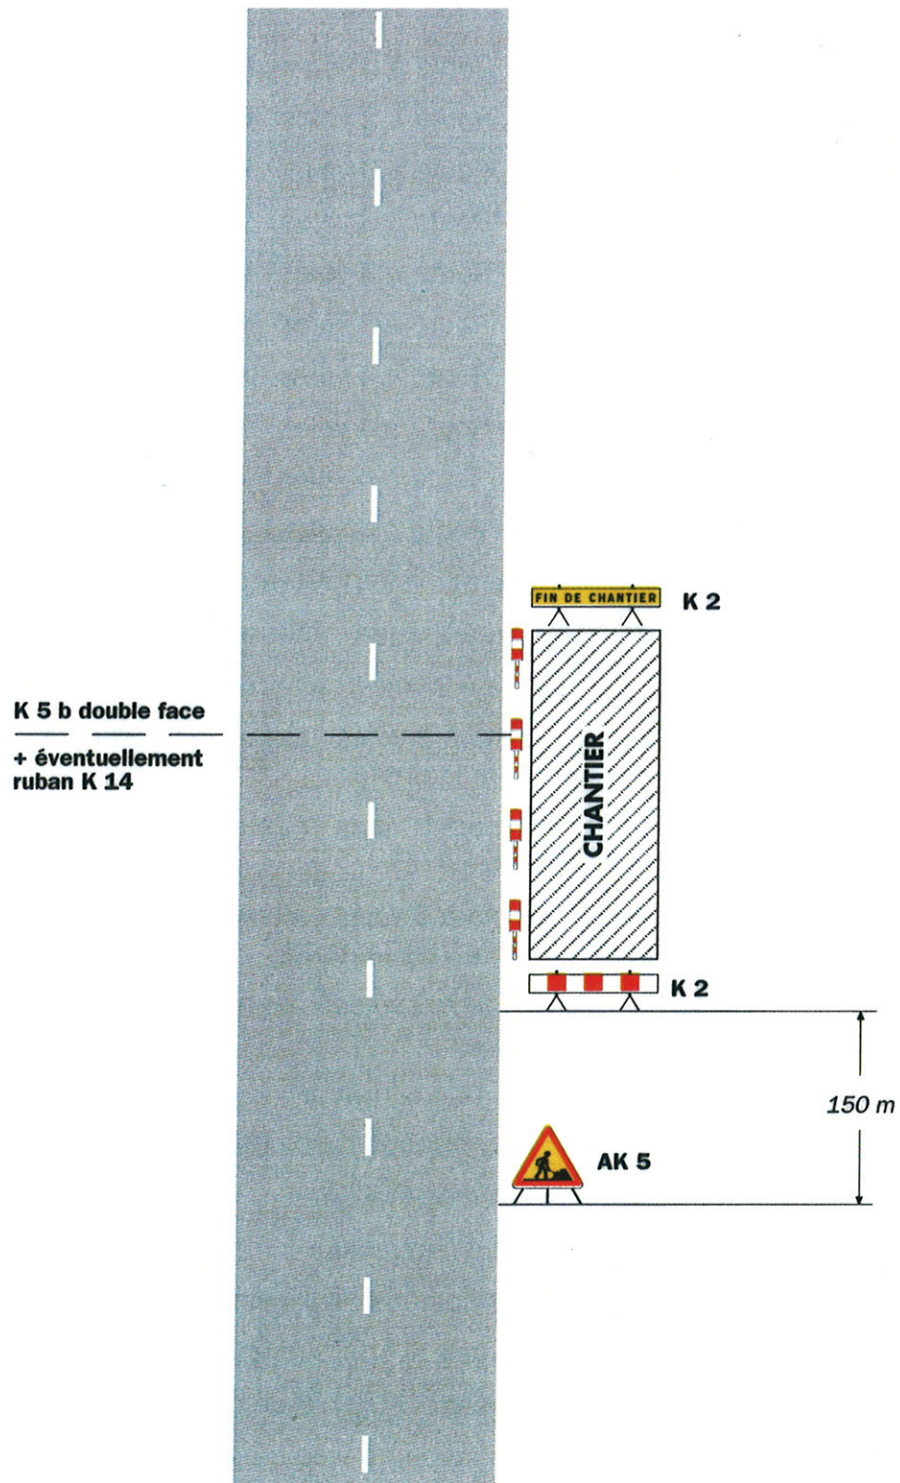 FIN DE CHANTIER
K 2
K 5 b double face
+ éventuellement
ruban K 14
CHANTIER
K 2
150 m
AK 5